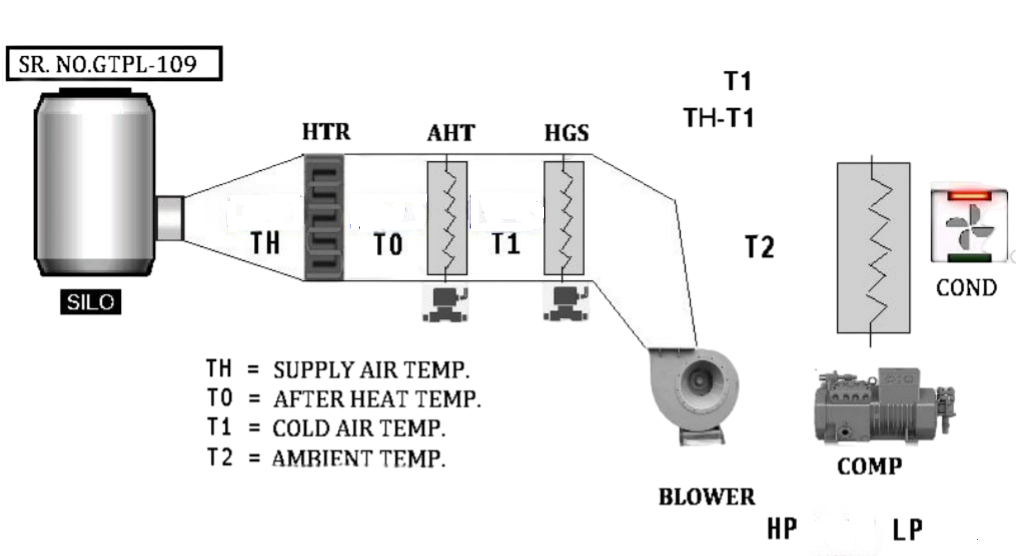 SR. NO.GTPL-109
T1
TH-T1
HTR
AHT
HGS
TH
T0
T1
T2
COND
SILO
TH = SUPPLY AIR TEMP.
T0 = AFTER HEAT TEMP.
T1 = COLD AIR TEMP.
T2 = AMBIENT TEMP.
COMP
BLOWER
HP
LP